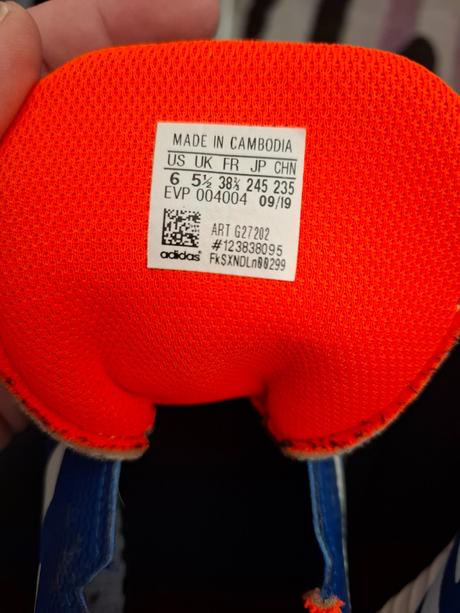 MADE IN CAMBODIA
US UK FR JP CHN
6 5½ 38⅔ 245 235
EVP 004004 09/19
ART G27202
#123838095
adidas®